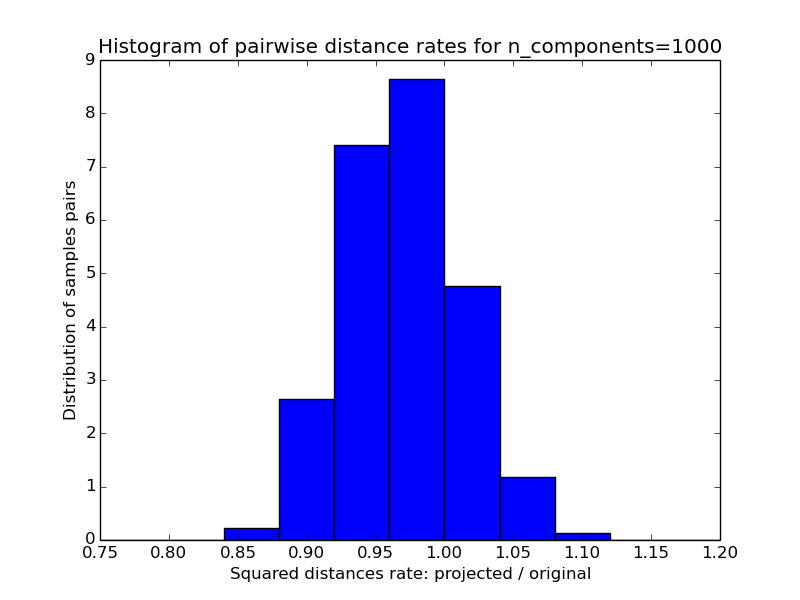 Histogram of pairwise distance rates for n_components=1000
9
8
7
6
5
4
3
2
1
0
Distribution of samples pairs
0.75 0.80 0.85 0.90 0.95 1.00 1.05 1.10 1.15 1.20
Squared distances rate: projected / original